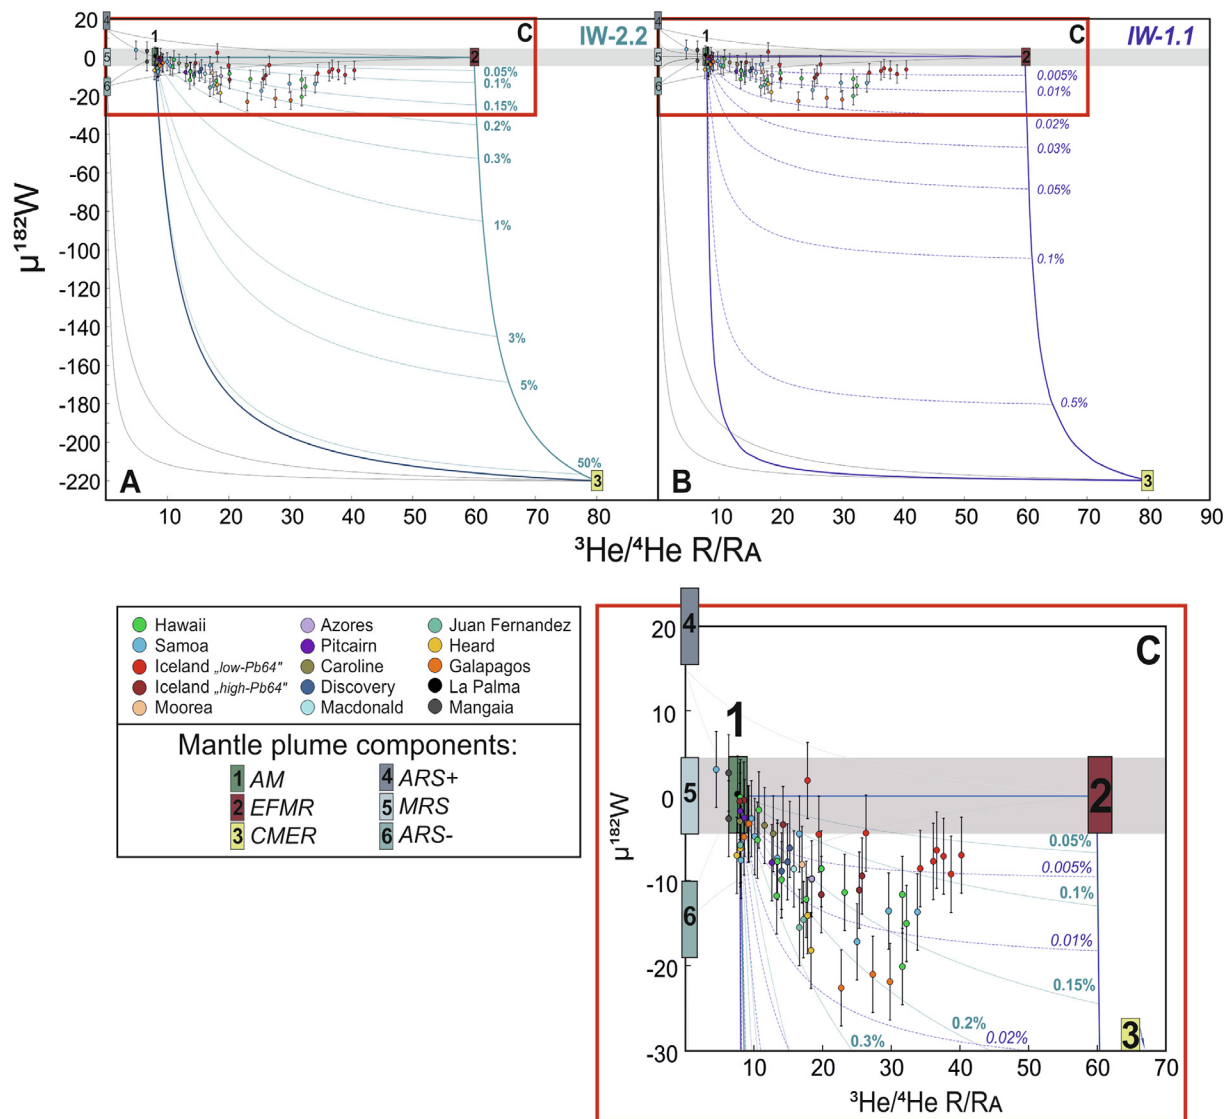 IW-2.2
IW-1.1
20
0
-20
-40
-60
-80
-100
-120
-140
-160
-180
-200
-220
µ¹⁸²W
4
5
6
1
2
C
0.05%
0.1%
0.15%
0.2%
0.3%
1%
3%
5%
50%
3
A
4
5
6
1
2
C
0.005%
0.01%
0.02%
0.03%
0.05%
0.1%
0.5%
3
B
10 20 30 40 50 60 70 80
10 20 30 40 50 60 70 80 90
³He/⁴He R/RA
Hawaii
Samoa
Iceland „low-Pb64"
Iceland „high-Pb64"
Moorea
Azores
Pitcairn
Caroline
Discovery
Macdonald
Juan Fernandez
Heard
Galapagos
La Palma
Mangaia
Mantle plume components:
1 AM
2 EFMR
3 CMER
4 ARS+
5 MRS
6 ARS-
C
20
10
0
-10
-20
-30
µ¹⁸²W
4
1
5
2
6
3
0.05%
0.005%
0.1%
0.01%
0.15%
0.2%
0.02%
0.3%
10 20 30 40 50 60 70
³He/⁴He R/RA